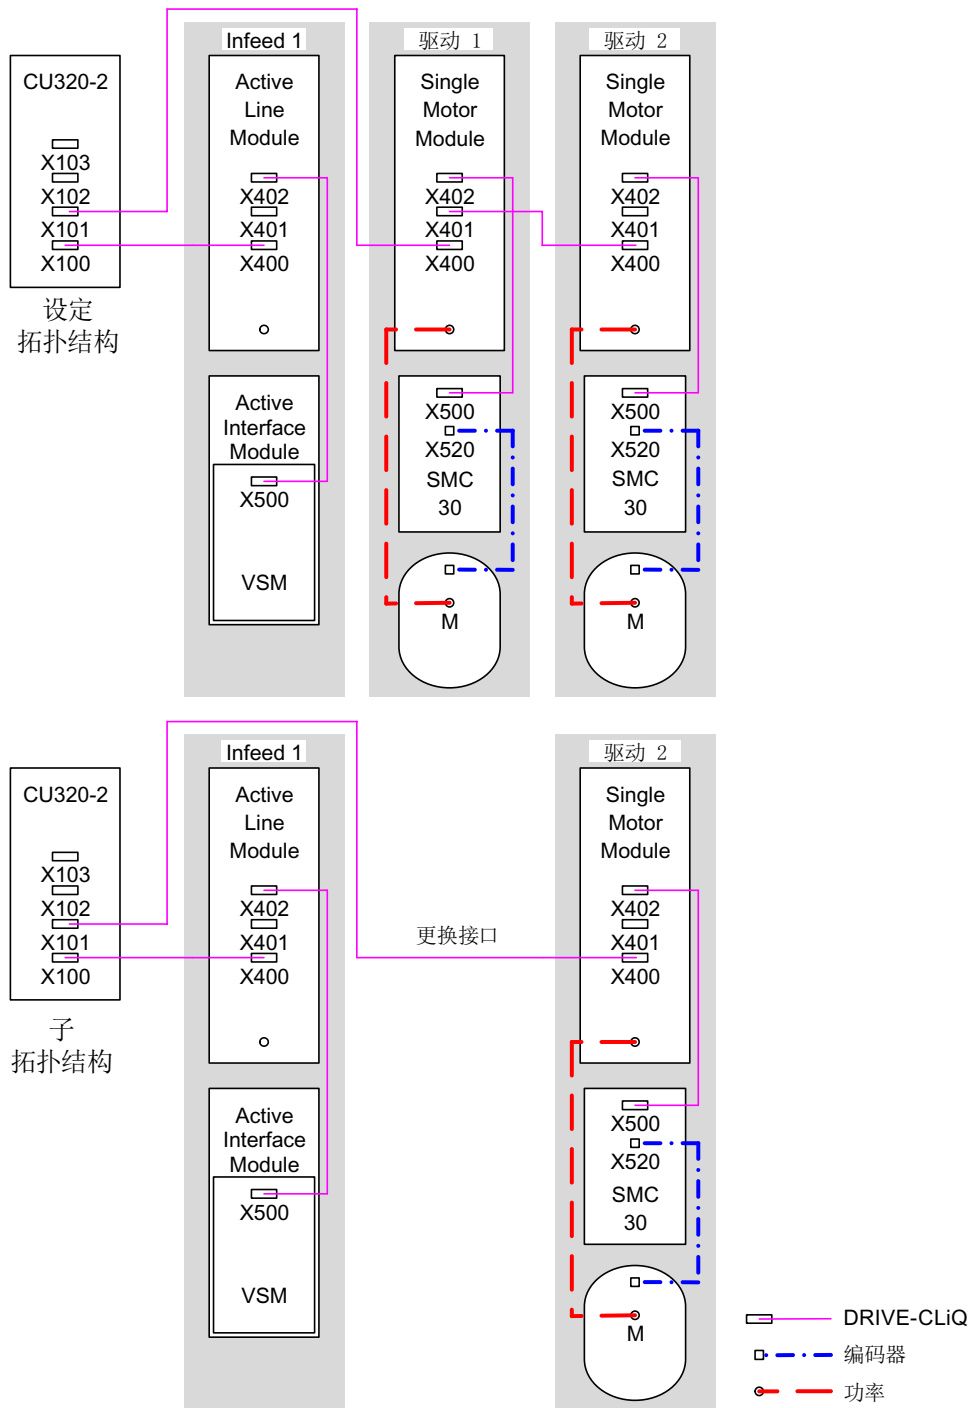 Infeed 1
驱动 1
驱动 2
CU320-2
X103
X102
X101
X100
设定
拓扑结构
Active
Line
Module
X402
X401
X400
Active
Interface
Module
X500
VSM
Single
Motor
Module
X402
X401
X400
X500
X520
SMC
30
M
Single
Motor
Module
X402
X401
X400
X500
X520
SMC
30
M
Infeed 1
驱动 2
CU320-2
X103
X102
X101
X100
子
拓扑结构
Active
Line
Module
X402
X401
X400
Active
Interface
Module
X500
VSM
更换接口
Single
Motor
Module
X402
X401
X400
X500
X520
SMC
30
M
DRIVE-CLiQ
编码器
功率